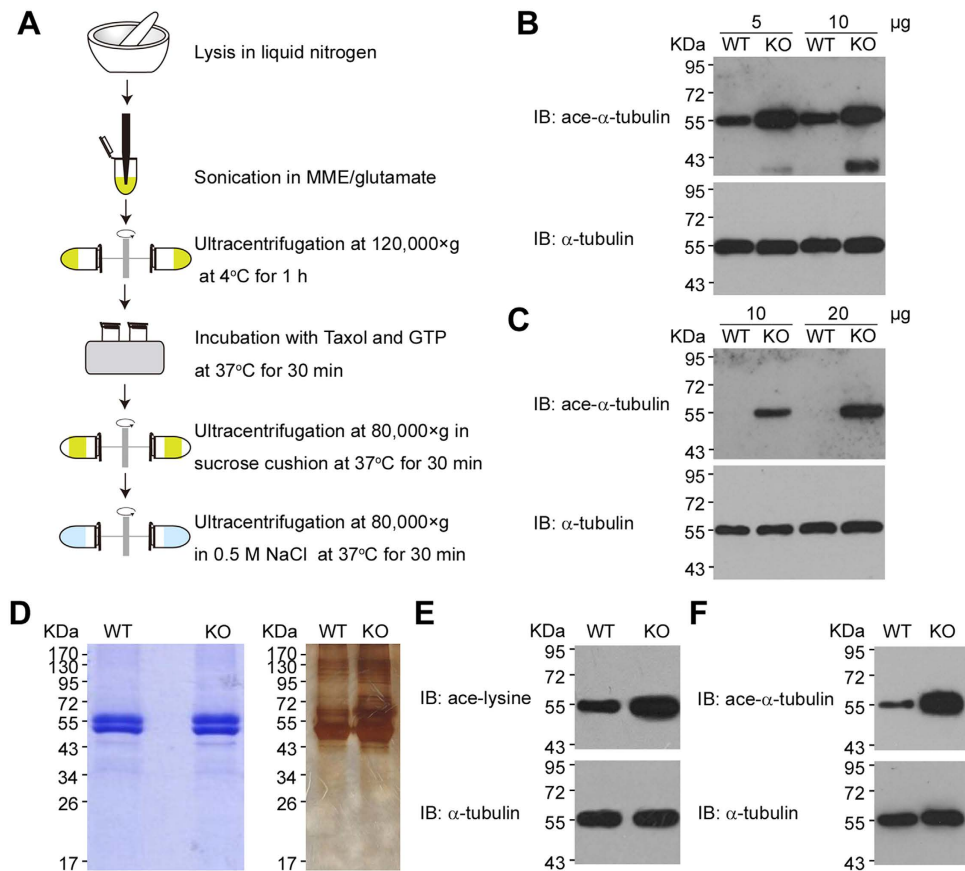 A
Lysis in liquid nitrogen
Sonication in MME/glutamate
Ultracentrifugation at 120,000×g
at 4°C for 1 h
Incubation with Taxol and GTP
at 37°C for 30 min
Ultracentrifugation at 80,000×g in
sucrose cushion at 37°C for 30 min
Ultracentrifugation at 80,000×g
in 0.5 M NaCl at 37°C for 30 min
B
5 10 µg
KDa WT KO WT KO
95
72
IB: ace-α-tubulin 55
43
95
72
IB: α-tubulin 55
43
C
10 20 µg
WT KO WT KO
KDa
95
72
IB: ace-α-tubulin 55
43
95
72
IB: α-tubulin 55
43
D
KDa WT KO
170
130
95
72
55
43
34
26
17
KDa WT KO
170
130
95
72
55
43
34
26
17
E
KDa WT KO
95
IB: ace-lysine 72
55
43
95
72
IB: α-tubulin 55
43
F
KDa WT KO
95
72
IB: ace-α-tubulin 55
43
95
72
IB: α-tubulin 55
43